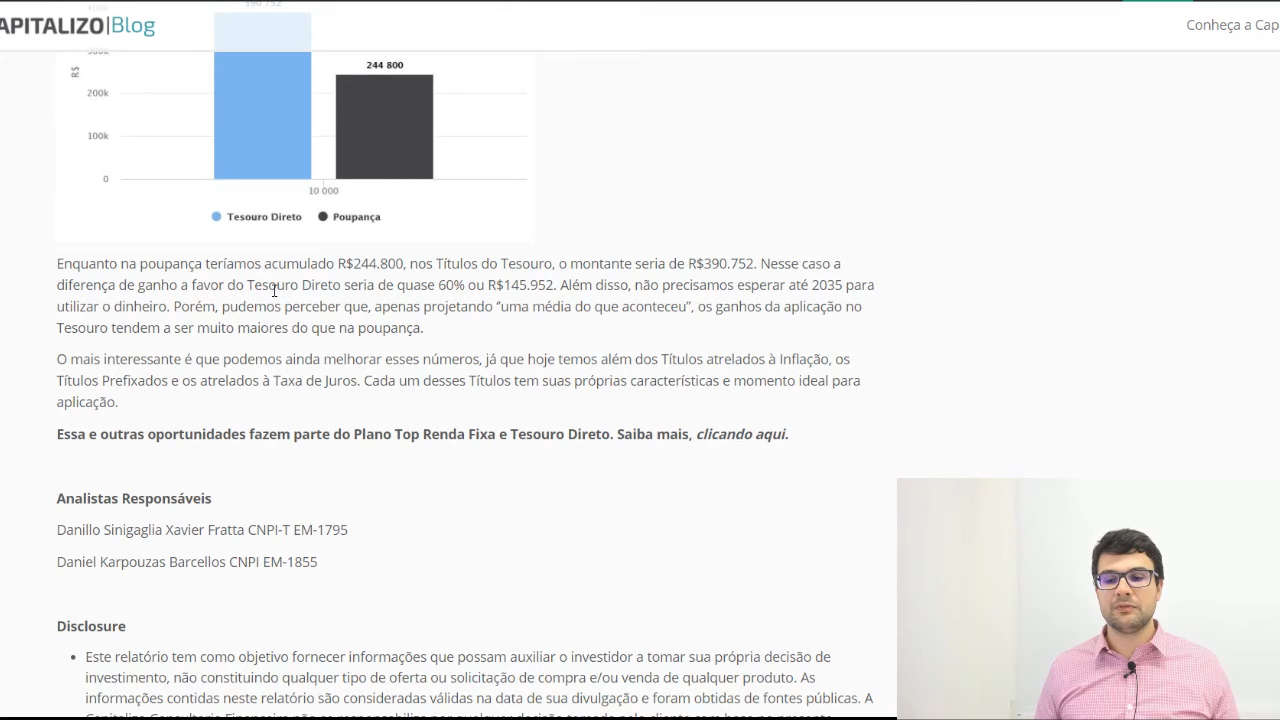 390 752
APITALIZO|Blog
Conheça a Cap
R$
200k
244 800
100k
0
10 000
Tesouro Direto Poupança
Enquanto na poupança teríamos acumulado R$244.800, nos Títulos do Tesouro, o montante seria de R$390.752. Nesse caso a
diferença de ganho a favor do Tesouro Direto seria de quase 60% ou R$145.952. Além disso, não precisamos esperar até 2035 para
utilizar o dinheiro. Porém, pudemos perceber que, apenas projetando “uma média do que aconteceu”, os ganhos da aplicação no
Tesouro tendem a ser muito maiores do que na poupança.
O mais interessante é que podemos ainda melhorar esses números, já que hoje temos além dos Títulos atrelados à Inflação, os
Títulos Prefixados e os atrelados à Taxa de Juros. Cada um desses Títulos tem suas próprias características e momento ideal para
aplicação.
Essa e outras oportunidades fazem parte do Plano Top Renda Fixa e Tesouro Direto. Saiba mais, clicando aqui.
Analistas Responsáveis
Danillo Sinigaglia Xavier Fratta CNPI-T EM-1795
Daniel Karpouzas Barcellos CNPI EM-1855
Disclosure
• Este relatório tem como objetivo fornecer informações que possam auxiliar o investidor a tomar sua própria decisão de
investimento, não constituindo qualquer tipo de oferta ou solicitação de compra e/ou venda de qualquer produto. As
informações contidas neste relatório são consideradas válidas na data de sua divulgação e foram obtidas de fontes públicas. A